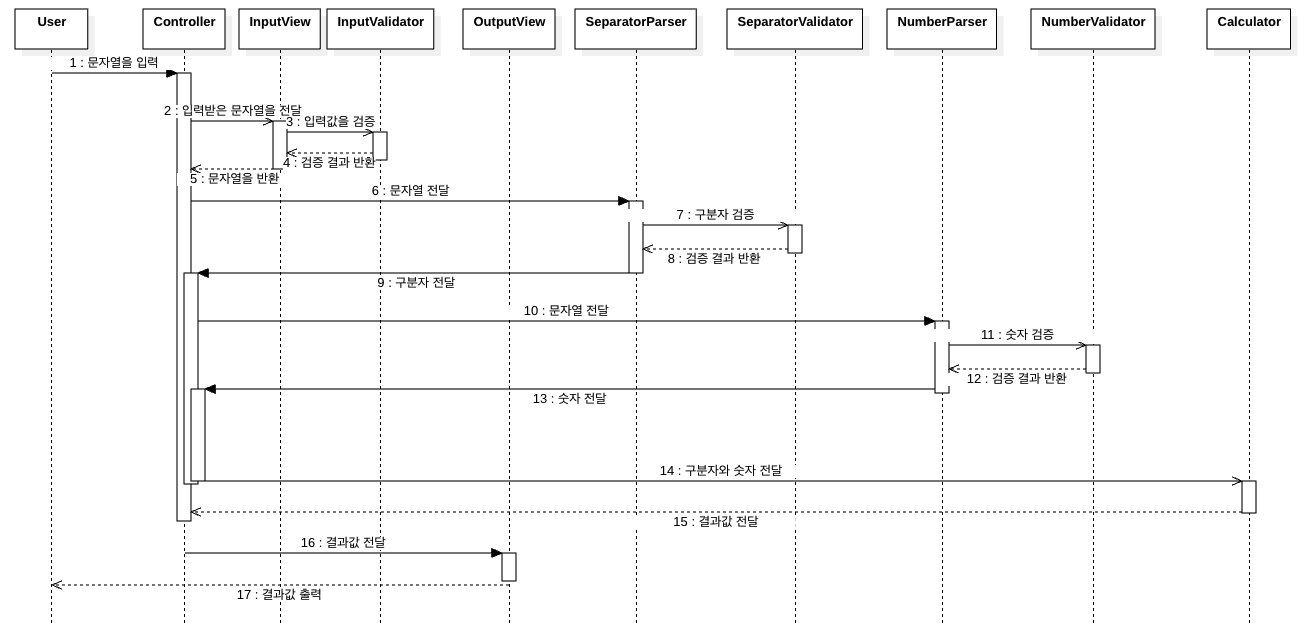 User
Controller
InputView
InputValidator
OutputView
SeparatorParser
SeparatorValidator
NumberParser
NumberValidator
Calculator
1 : 문자열을 입력
2 : 입력받은 문자열을 전달
3 : 입력값을 검증
4 : 검증 결과 반환
5 : 문자열을 반환
6 : 문자열 전달
7 : 구분자 검증
8 : 검증 결과 반환
9 : 구분자 전달
10 : 문자열 전달
11 : 숫자 검증
12 : 검증 결과 반환
13 : 숫자 전달
14 : 구분자와 숫자 전달
15 : 결과값 전달
16 : 결과값 전달
17 : 결과값 출력